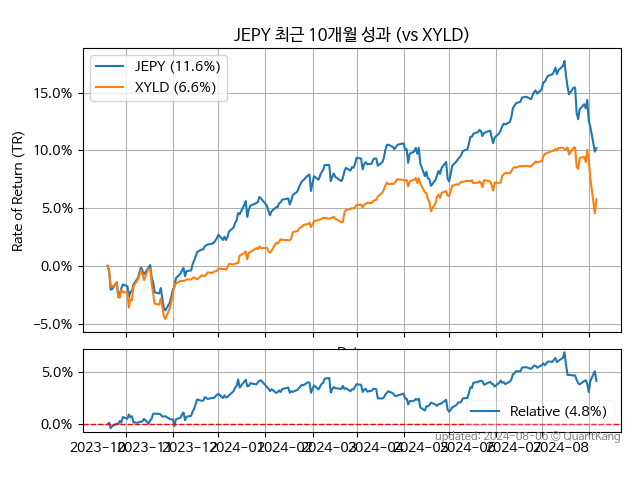 JEPY 최근 10개월 성과 (vs XYLD)
JEPY (11.6%)
XYLD (6.6%)
Rate of Return (TR)
15.0%
10.0%
5.0%
0.0%
−5.0%
5.0%
0.0%
Relative (4.8%)
updated: 2024-08-06 © QuantKang
2023-10 2023-11 2023-12 2024-01 2024-02 2024-03 2024-04 2024-05 2024-06 2024-07 2024-08